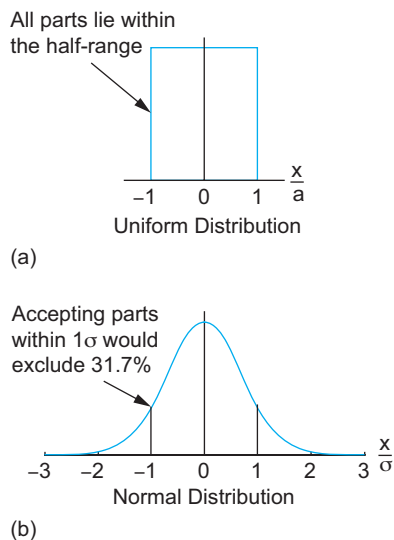 All parts lie within
the half-range
x
a
−1 0 1
Uniform Distribution
(a)
Accepting parts
within 1σ would
exclude 31.7%
x
σ
−3 −2 −1 0 1 2 3
Normal Distribution
(b)